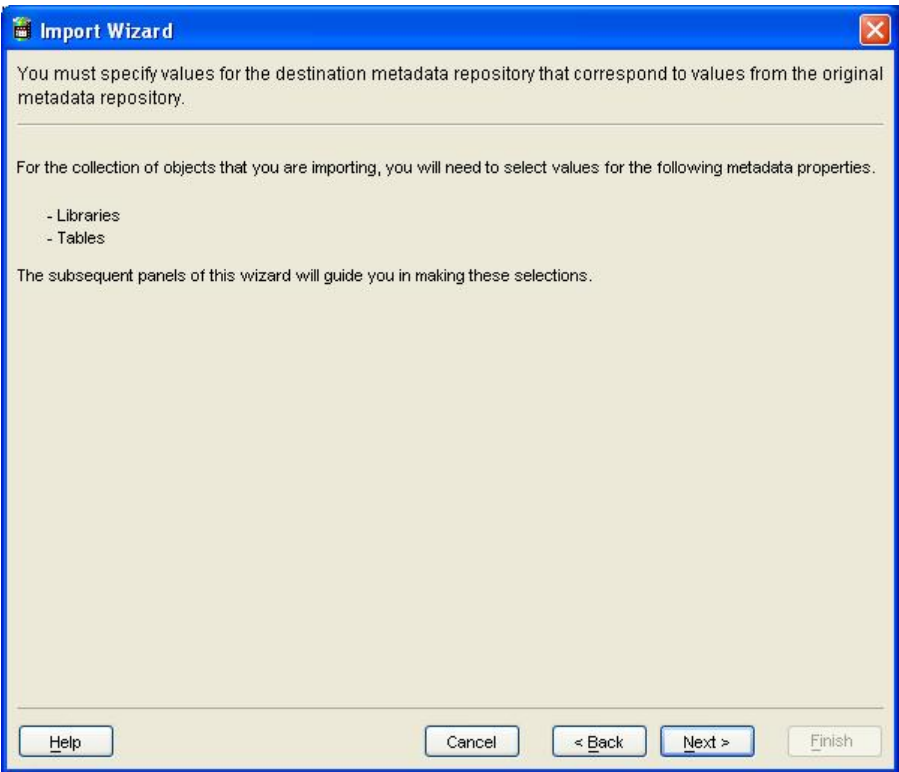 Import Wizard
You must specify values for the destination metadata repository that correspond to values from the original
metadata repository.
For the collection of objects that you are importing, you will need to select values for the following metadata properties.
- Libraries
- Tables
The subsequent panels of this wizard will guide you in making these selections.
Help Cancel < Back Next > Finish